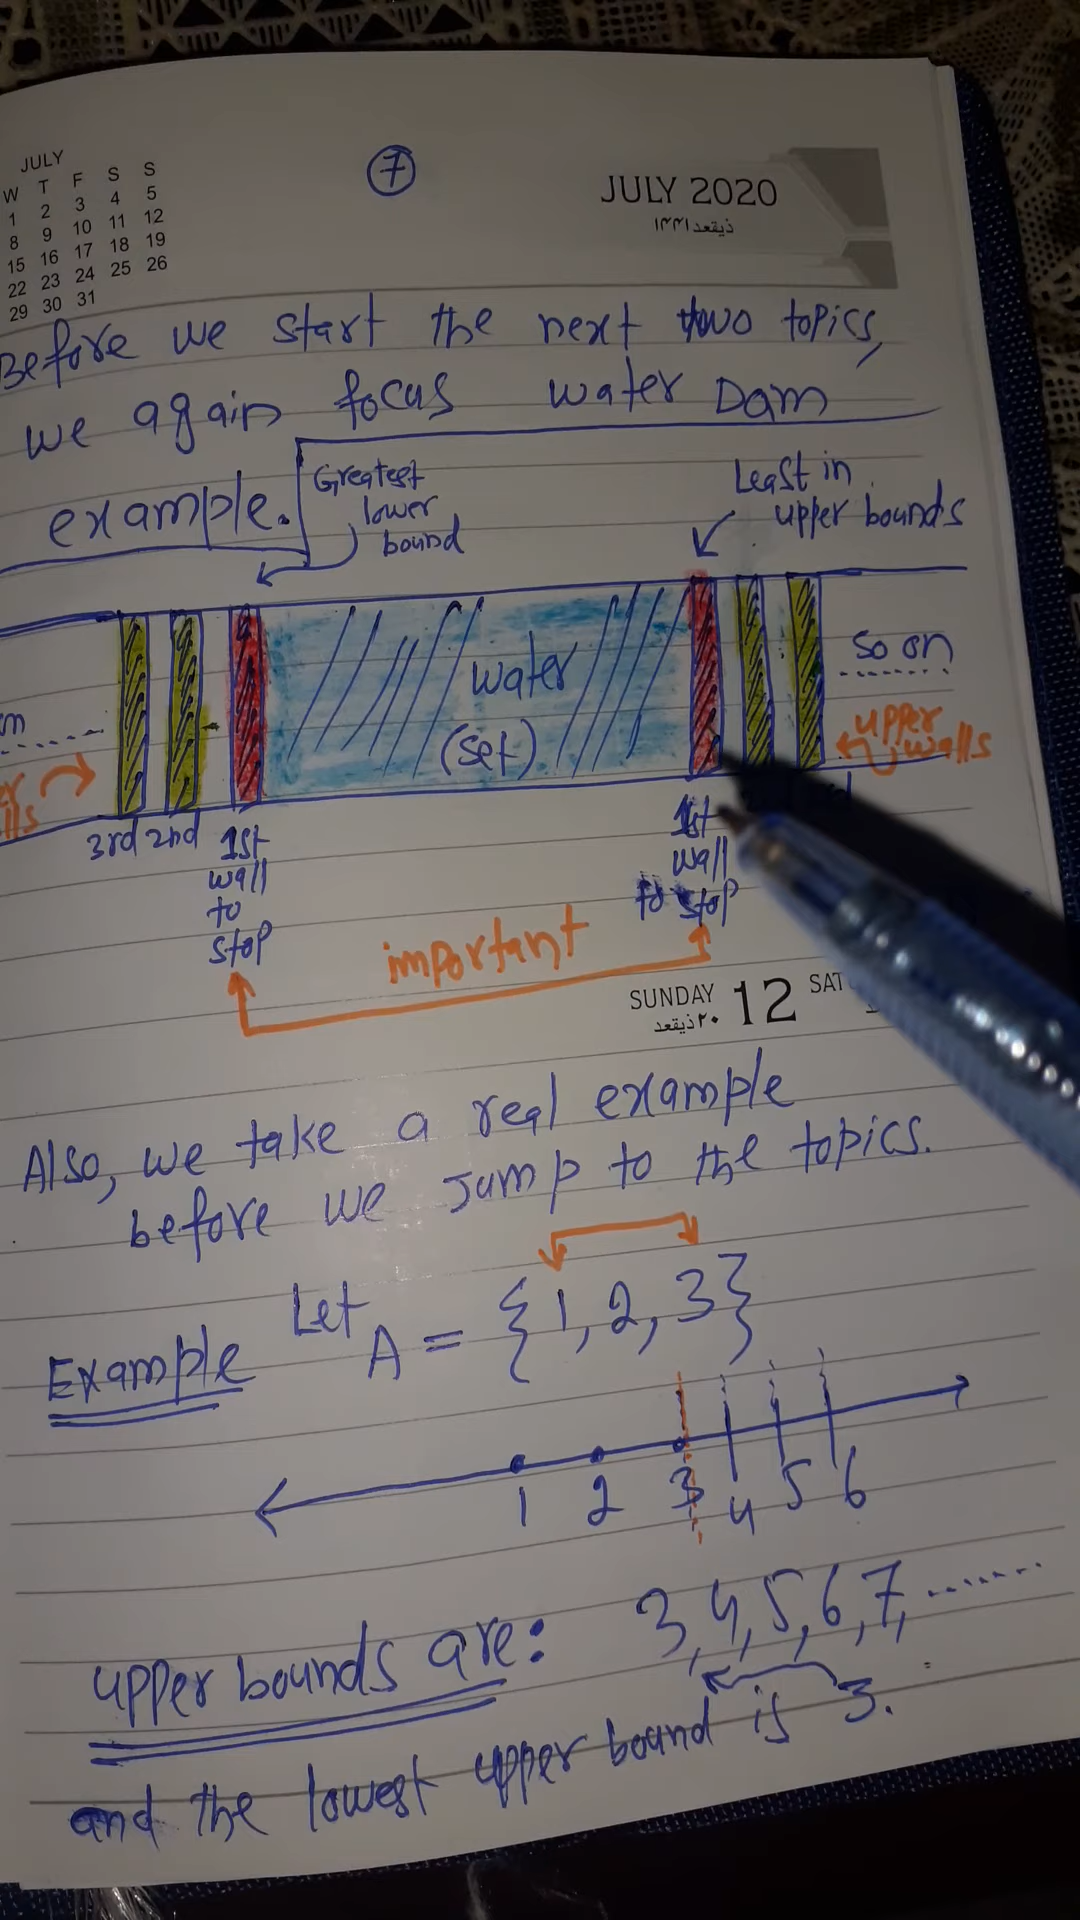 JULY
W T F S S
1 2 3 4 5
8 9 10 11 12
15 16 17 18 19
22 23 24 25 26
29 30 31
7
JULY 2020
ذيقعد ١٤٤١
Before we start the next two topics,
we again focus water Dam
example.
Greatest
lower
bound
Least in
upper bounds
water
(set)
so on
upper
walls
3rd 2nd 1st
wall
to
stop
1st
wall
to stop
important
SUNDAY 12 SAT
٢٠ ذيقعد
Also, we take a real example
before we Jump to the topics.
Example Let A = {1, 2, 3}
1 2 3 4 5 6
upper bounds are: 3, 4, 5, 6, 7, .......
and the lowest upper bound is 3.